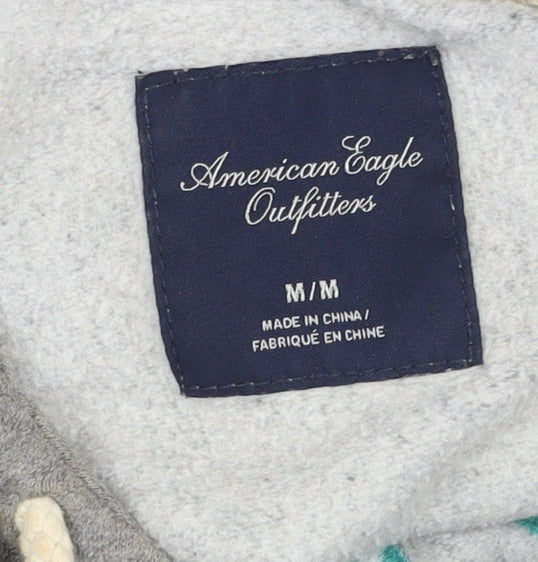 American Eagle
Outfitters
M/M
MADE IN CHINA/
FABRIQUÉ EN CHINE